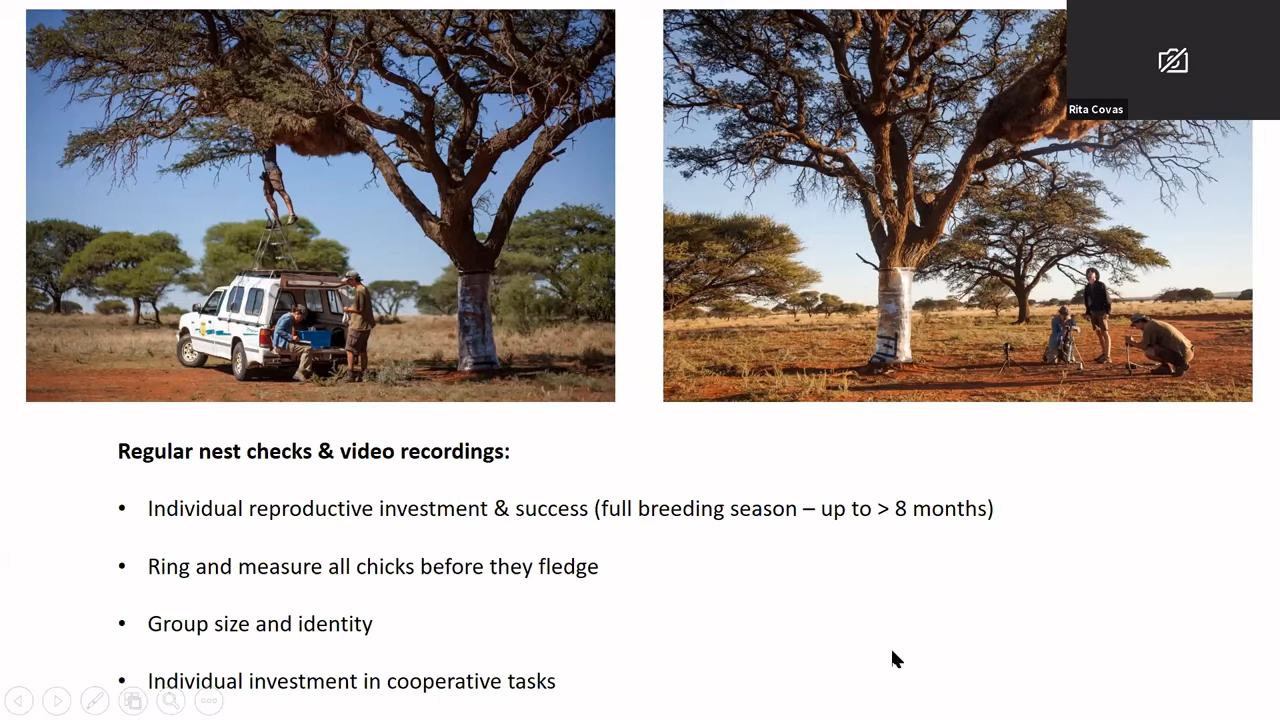 Rita Covas
Regular nest checks & video recordings:
• Individual reproductive investment & success (full breeding season – up to > 8 months)
• Ring and measure all chicks before they fledge
• Group size and identity
• Individual investment in cooperative tasks